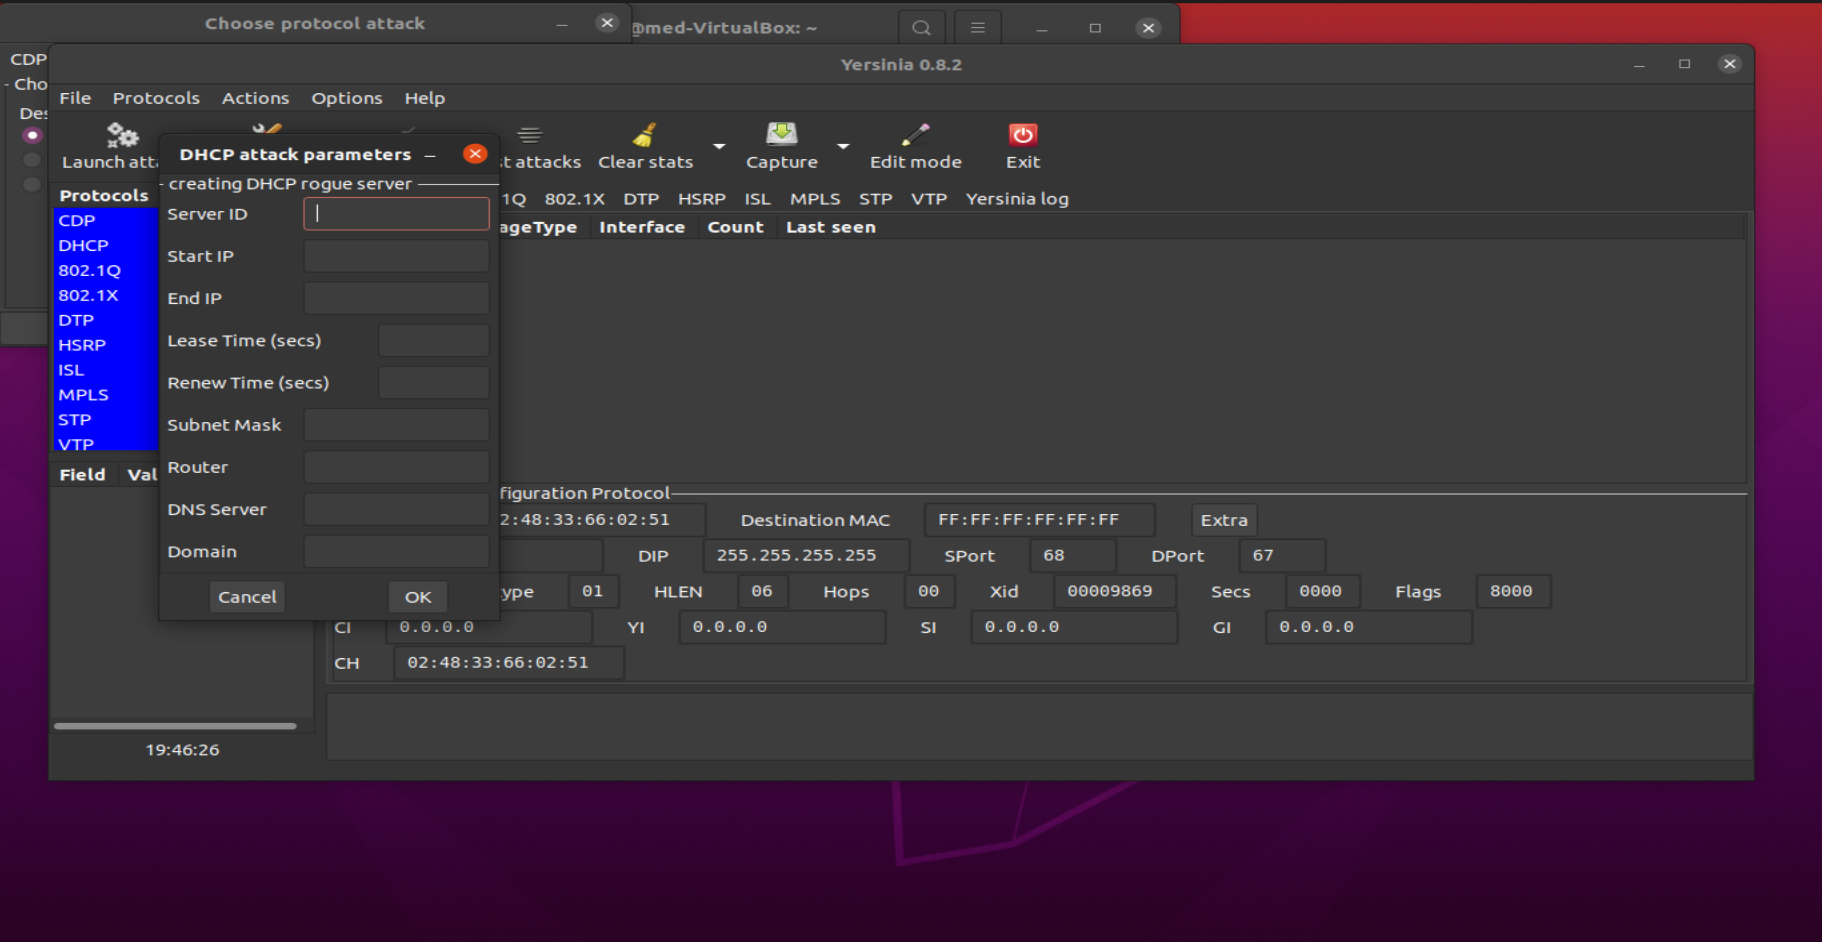 Choose protocol attack
@med-VirtualBox: ~
CDP
Cho
Des
Yersinia 0.8.2
File Protocols Actions Options Help
Launch atta
t attacks Clear stats Capture Edit mode Exit
DHCP attack parameters
creating DHCP rogue server
Server ID
Start IP
End IP
Lease Time (secs)
Renew Time (secs)
Subnet Mask
Router
DNS Server
Domain
Cancel OK
Protocols
CDP
DHCP
802.1Q
802.1X
DTP
HSRP
ISL
MPLS
STP
VTP
1Q 802.1X DTP HSRP ISL MPLS STP VTP Yersinia log
ageType Interface Count Last seen
Field Val
figuration Protocol
2:48:33:66:02:51 Destination MAC FF:FF:FF:FF:FF:FF Extra
DIP 255.255.255.255 SPort 68 DPort 67
ype 01 HLEN 06 Hops 00 Xid 00009869 Secs 0000 Flags 8000
CI 0.0.0.0 YI 0.0.0.0 SI 0.0.0.0 GI 0.0.0.0
CH 02:48:33:66:02:51
19:46:26